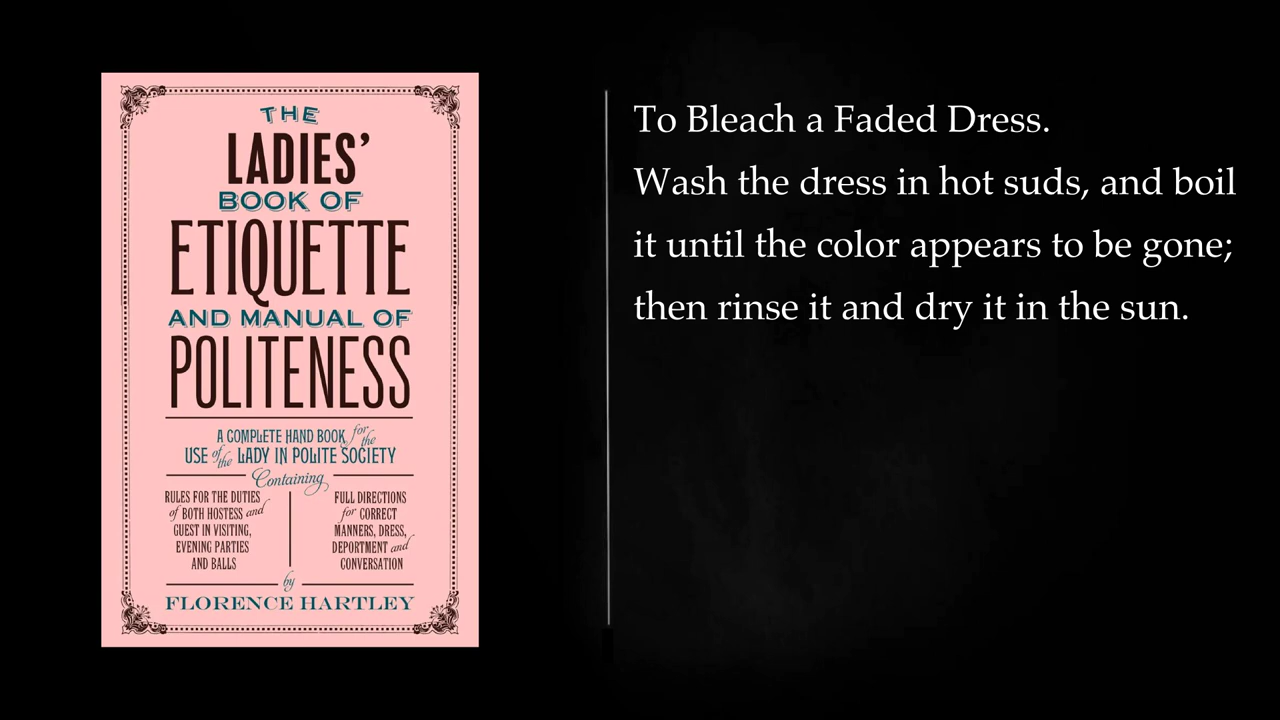 THE
LADIES'
BOOK OF
ETIQUETTE
AND MANUAL OF
POLITENESS
A COMPLETE HAND BOOK for the
USE of the LADY IN POLITE SOCIETY
Containing
RULES FOR THE DUTIES
of BOTH HOSTESS and
GUEST IN VISITING,
EVENING PARTIES
AND BALLS
FULL DIRECTIONS
for CORRECT
MANNERS, DRESS,
DEPORTMENT and
CONVERSATION
by
FLORENCE HARTLEY
To Bleach a Faded Dress.
Wash the dress in hot suds, and boil
it until the color appears to be gone;
then rinse it and dry it in the sun.